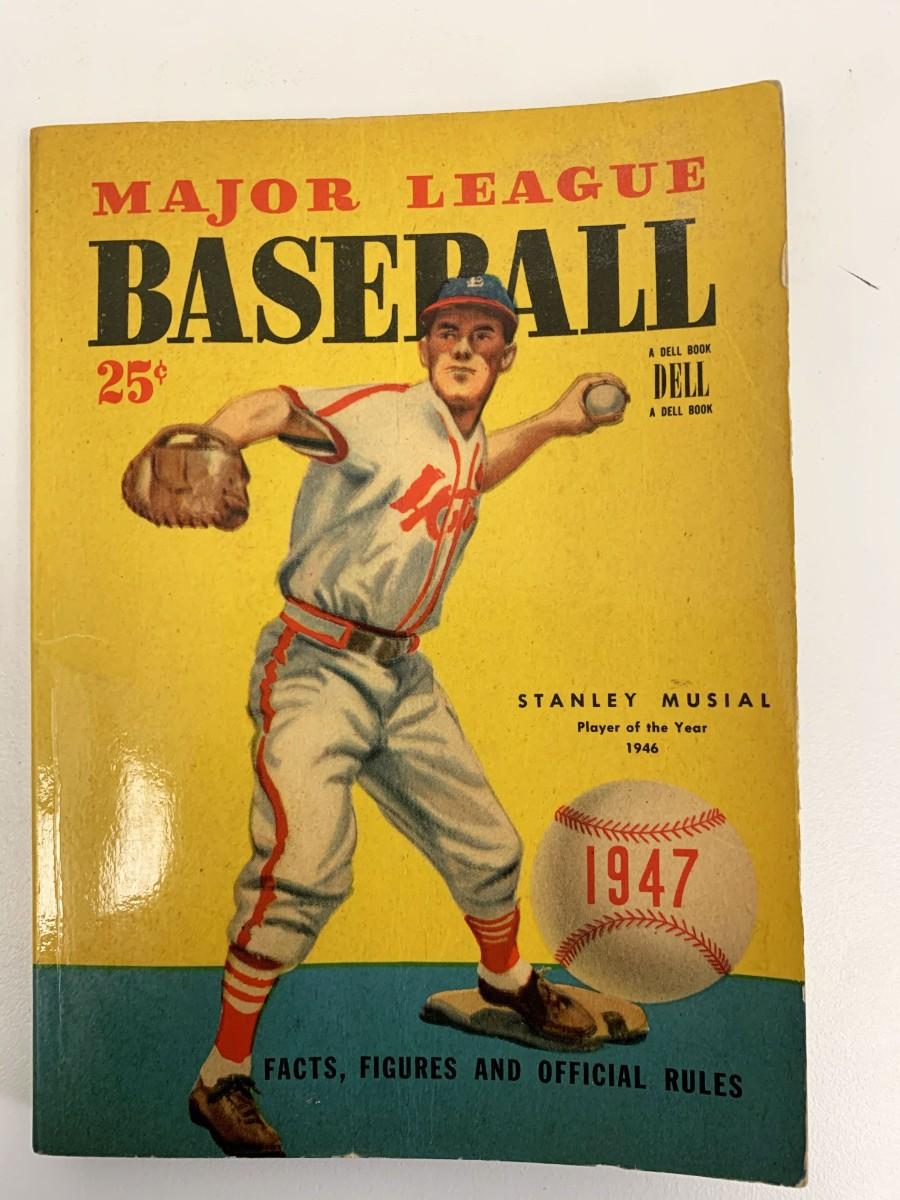 MAJOR LEAGUE
BASEBALL
25¢
A DELL BOOK
DELL
A DELL BOOK
STANLEY MUSIAL
Player of the Year
1946
1947
FACTS, FIGURES AND OFFICIAL RULES